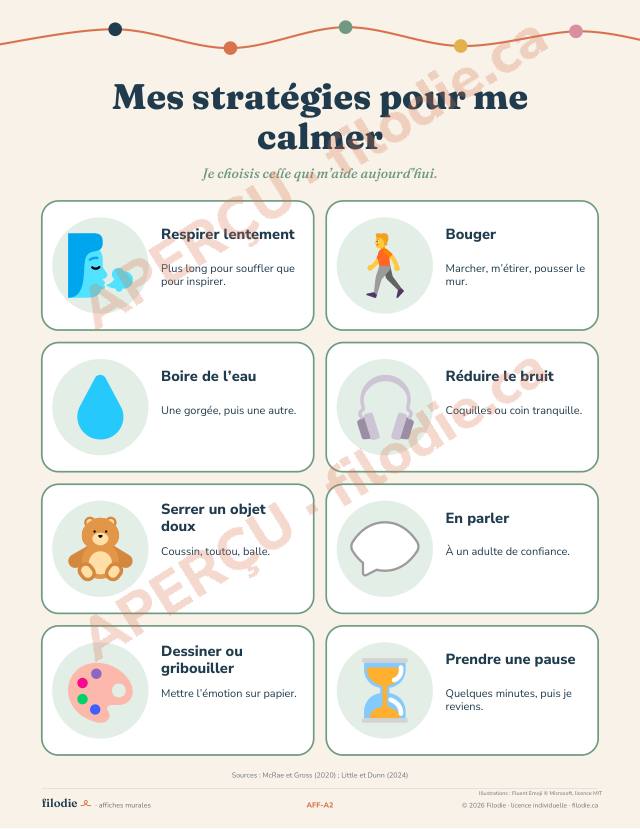 Mes stratégies pour me
calmer
Je choisis celle qui m'aide aujourd'hui.
Respirer lentement
Plus long pour souffler que
pour inspirer.
Bouger
Marcher, m'étirer, pousser le
mur.
Boire de l'eau
Une gorgée, puis une autre.
Réduire le bruit
Coquilles ou coin tranquille.
Serrer un objet
doux
Coussin, toutou, balle.
En parler
À un adulte de confiance.
Dessiner ou
gribouiller
Mettre l'émotion sur papier.
Prendre une pause
Quelques minutes, puis je
reviens.
APERÇU · filodie.ca
APERÇU · filodie.ca
Sources : McRae et Gross (2020) ; Little et Dunn (2024)
Illustrations : Fluent Emoji © Microsoft, licence MIT
filodie · affiches murales
AFF-A2
© 2026 Filodie · licence individuelle · filodie.ca